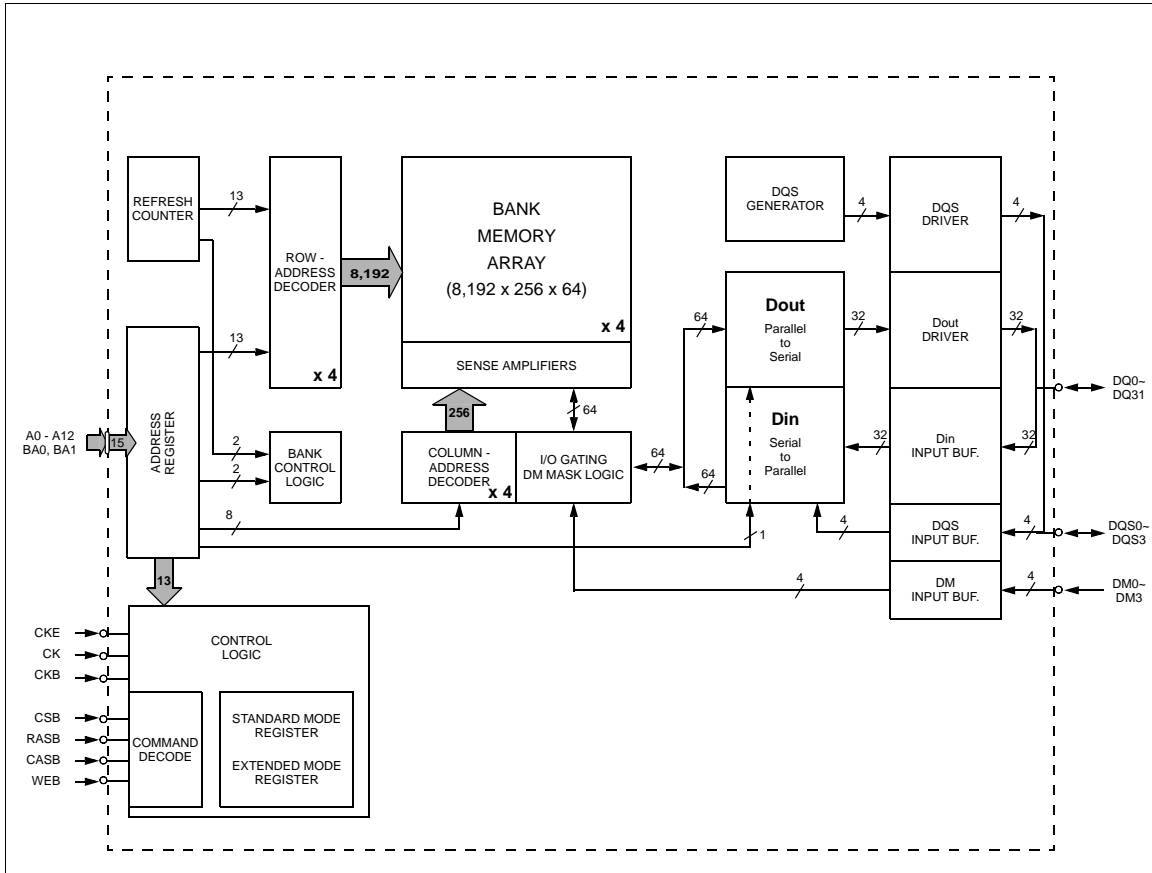 REFRESH
COUNTER
13
ROW -
ADDRESS
DECODER
x 4
8,192
BANK
MEMORY
ARRAY
(8,192 x 256 x 64)
x 4
SENSE AMPLIFIERS
DQS
GENERATOR
4
DQS
DRIVER
4
Dout
Parallel
to
Serial
64
32
Dout
DRIVER
32
DQ0~
DQ31
A0 - A12
BA0, BA1
15
ADDRESS
REGISTER
13
2
2
BANK
CONTROL
LOGIC
256
64
COLUMN -
ADDRESS
DECODER
x 4
I/O GATING
DM MASK LOGIC
64
64
Din
Serial
to
Parallel
32
Din
INPUT BUF.
32
8
1
4
DQS
INPUT BUF.
4
DQS0~
DQS3
4
DM
INPUT BUF.
4
DM0~
DM3
13
CONTROL
LOGIC
CKE
CK
CKB
CSB
RASB
CASB
WEB
COMMAND
DECODE
STANDARD MODE
REGISTER
EXTENDED MODE
REGISTER